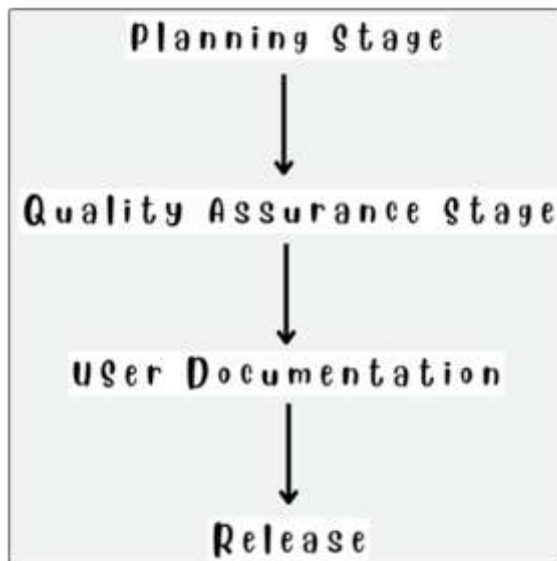 Planning Stage
Quality Assurance Stage
User Documentation
Release